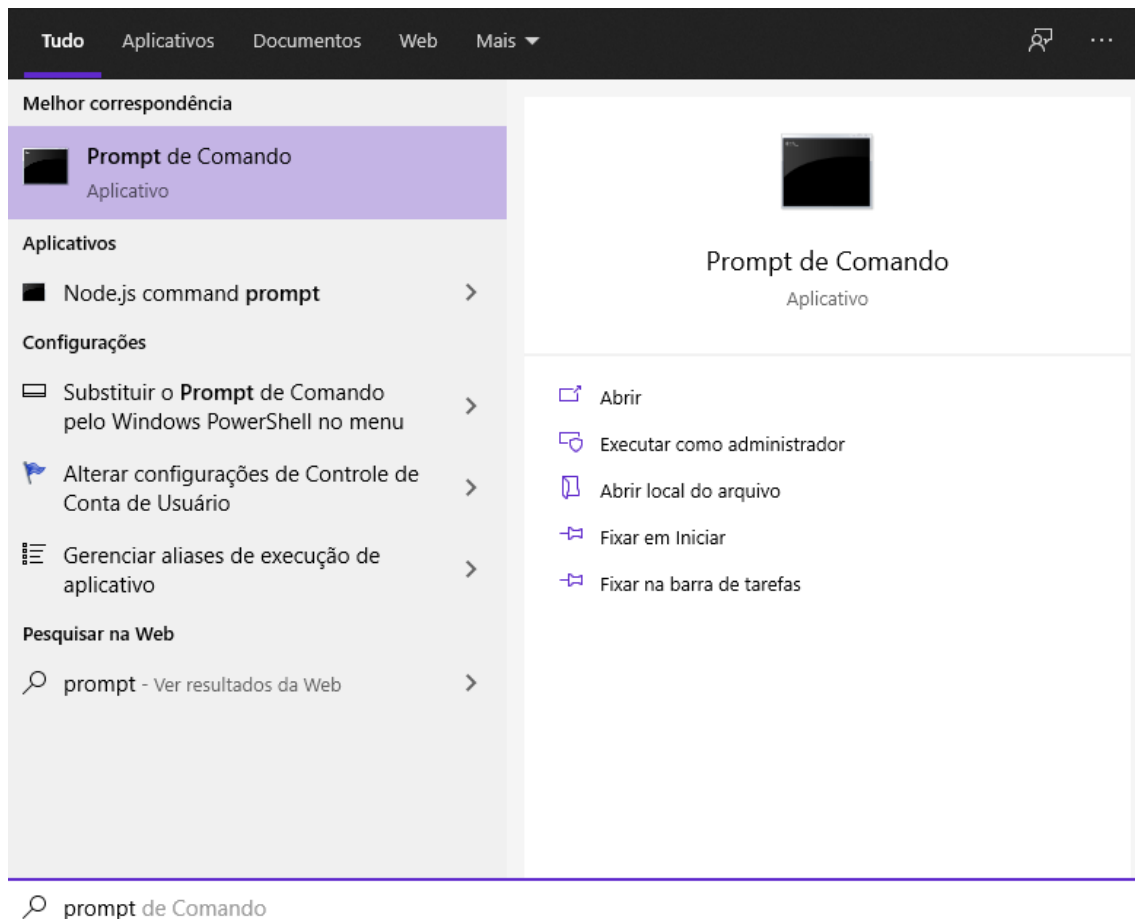 Tudo Aplicativos Documentos Web Mais
Melhor correspondência
Prompt de Comando
Aplicativo
Aplicativos
Node.js command prompt
Configurações
Substituir o Prompt de Comando
pelo Windows PowerShell no menu
Alterar configurações de Controle de
Conta de Usuário
Gerenciar aliases de execução de
aplicativo
Pesquisar na Web
prompt - Ver resultados da Web
Prompt de Comando
Aplicativo
Abrir
Executar como administrador
Abrir local do arquivo
Fixar em Iniciar
Fixar na barra de tarefas
prompt de Comando